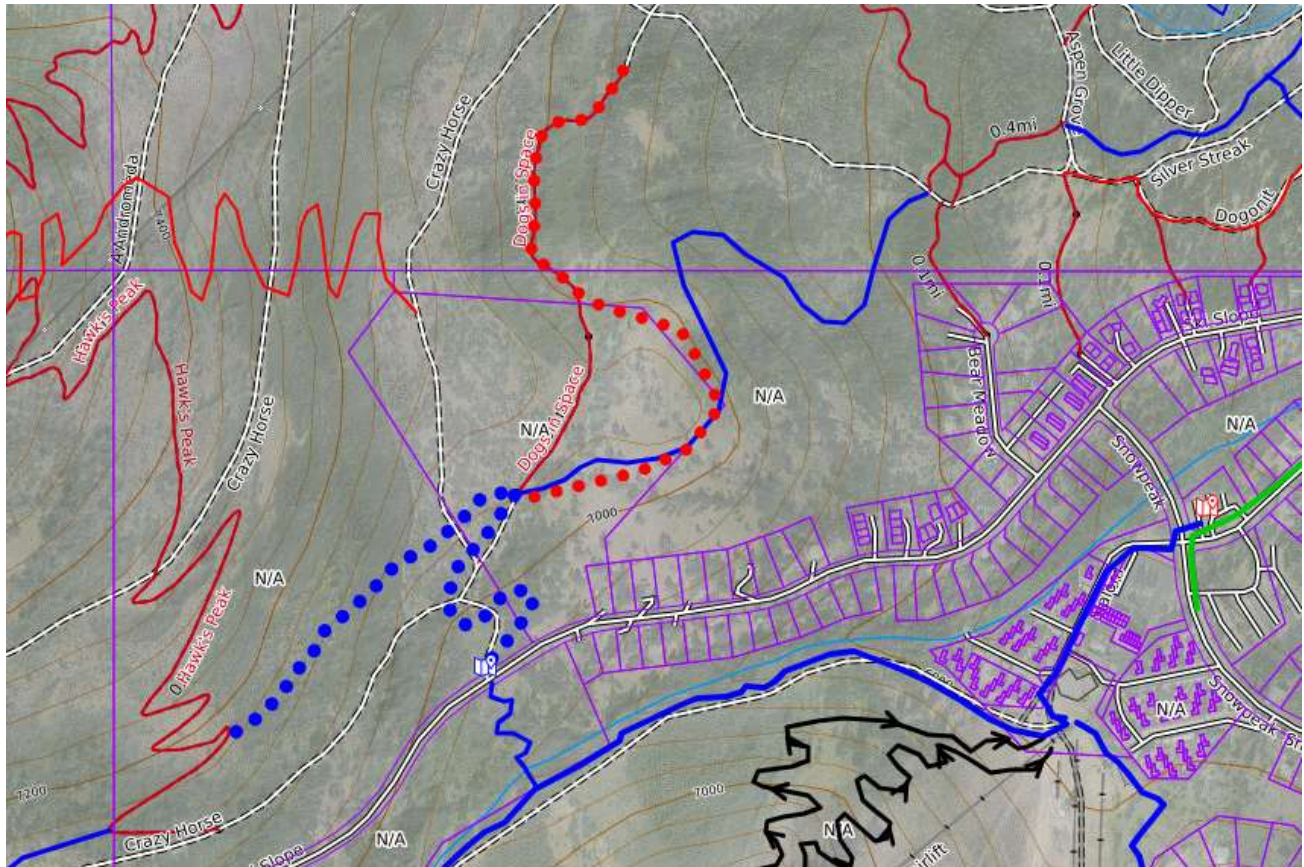 Aspen Grove
Little Dipper
0.4mi
Crazy Horse
Silver Streak
Dogs in Space
Andromeda
7400
Dogonit
0.1mi
0.1mi
Hawk's Peak
Bear Meadow
Hawk's Peak
N/A
Dogs in Space
N/A
N/A
Crazy Horse
Snowpeak
7000
N/A
Hawk's Peak
Snowpeak
N/A
7200
7000
Crazy Horse
N/A
N/A
Slope